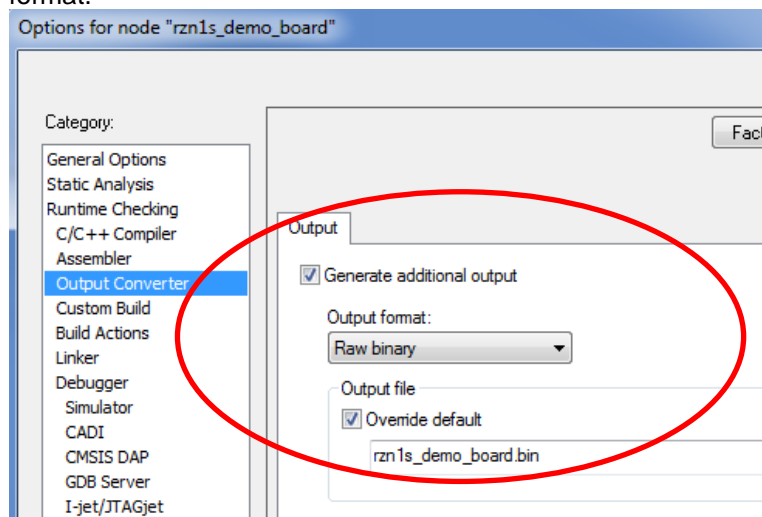 format.
Options for node "rzn1s_demo_board"
Category:
General Options
Static Analysis
Runtime Checking
C/C++ Compiler
Assembler
Output Converter
Custom Build
Build Actions
Linker
Debugger
Simulator
CADI
CMSIS DAP
GDB Server
I-jet/JTAGjet
Fac
Output
Generate additional output
Output format:
Raw binary
Output file
Override default
rzn1s_demo_board.bin